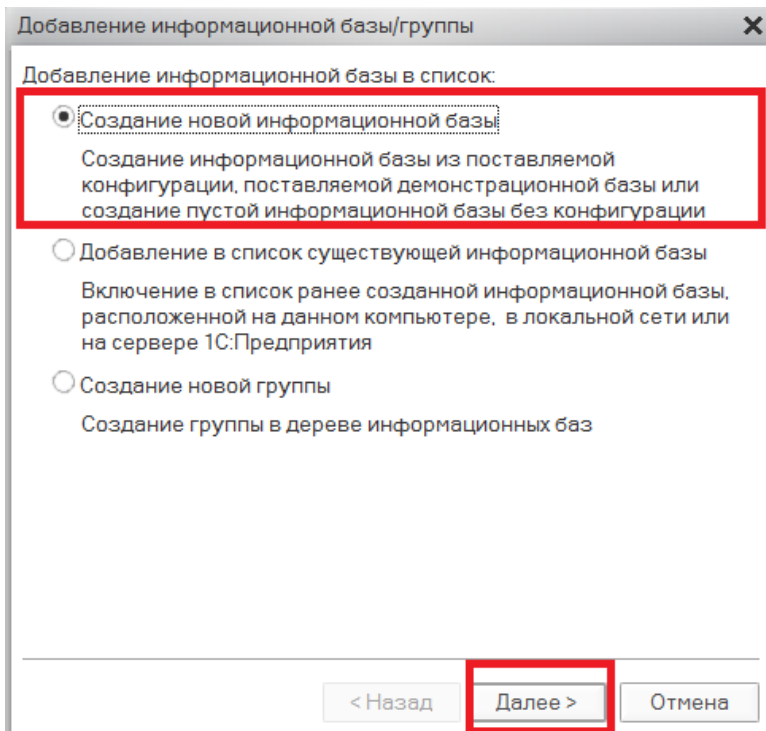 Добавление информационной базы/группы
Добавление информационной базы в список:
Создание новой информационной базы
Создание информационной базы из поставляемой
конфигурации, поставляемой демонстрационной базы или
создание пустой информационной базы без конфигурации
Добавление в список существующей информационной базы
Включение в список ранее созданной информационной базы,
расположенной на данном компьютере, в локальной сети или
на сервере 1С:Предприятия
Создание новой группы
Создание группы в дереве информационных баз
< Назад Далее > Отмена